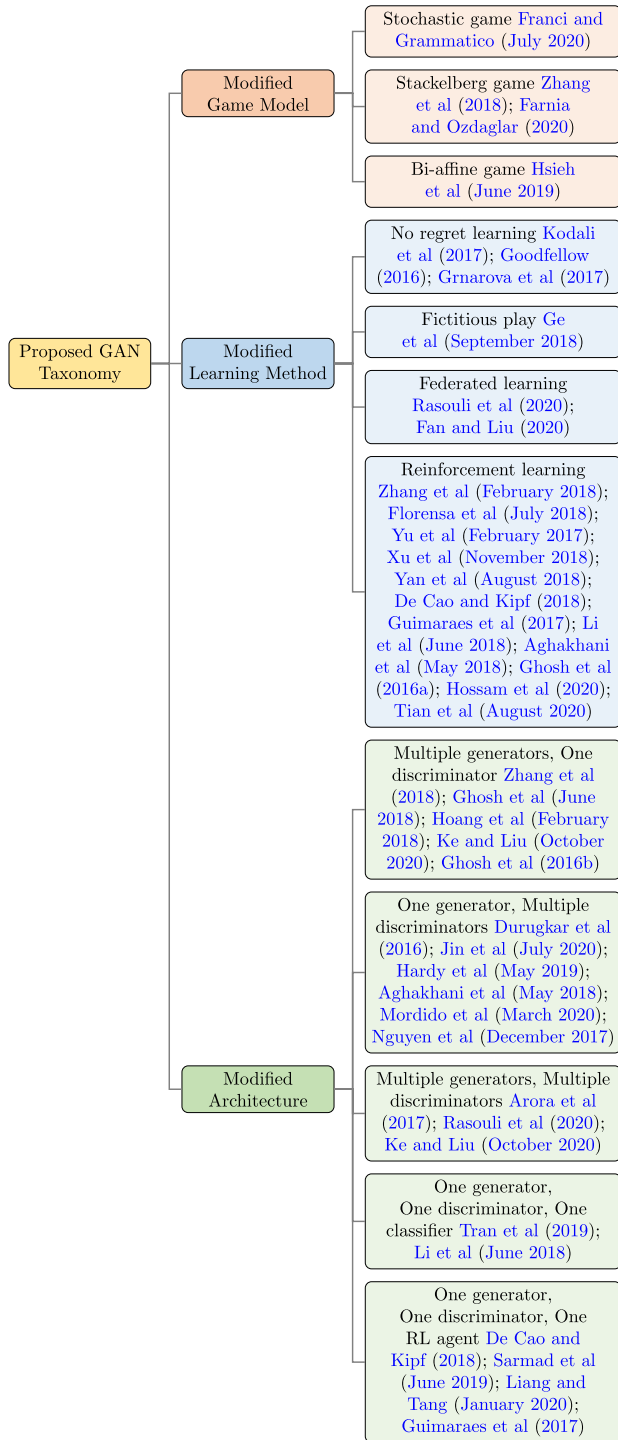 Proposed GAN
Taxonomy
Modified
Game Model
Stochastic game Franci and
Grammatico (July 2020)
Stackelberg game Zhang
et al (2018); Farnia
and Ozdaglar (2020)
Bi-affine game Hsieh
et al (June 2019)
Modified
Learning Method
No regret learning Kodali
et al (2017); Goodfellow
(2016); Grnarova et al (2017)
Fictitious play Ge
et al (September 2018)
Federated learning
Rasouli et al (2020);
Fan and Liu (2020)
Reinforcement learning
Zhang et al (February 2018);
Florensa et al (July 2018);
Yu et al (February 2017);
Xu et al (November 2018);
Yan et al (August 2018);
De Cao and Kipf (2018);
Guimaraes et al (2017); Li
et al (June 2018); Aghakhani
et al (May 2018); Ghosh et al
(2016a); Hossam et al (2020);
Tian et al (August 2020)
Modified
Architecture
Multiple generators, One
discriminator Zhang et al
(2018); Ghosh et al (June
2018); Hoang et al (February
2018); Ke and Liu (October
2020); Ghosh et al (2016b)
One generator, Multiple
discriminators Durugkar et al
(2016); Jin et al (July 2020);
Hardy et al (May 2019);
Aghakhani et al (May 2018);
Mordido et al (March 2020);
Nguyen et al (December 2017)
Multiple generators, Multiple
discriminators Arora et al
(2017); Rasouli et al (2020);
Ke and Liu (October 2020)
One generator,
One discriminator, One
classifier Tran et al (2019);
Li et al (June 2018)
One generator,
One discriminator, One
RL agent De Cao and
Kipf (2018); Sarmad et al
(June 2019); Liang and
Tang (January 2020);
Guimaraes et al (2017)